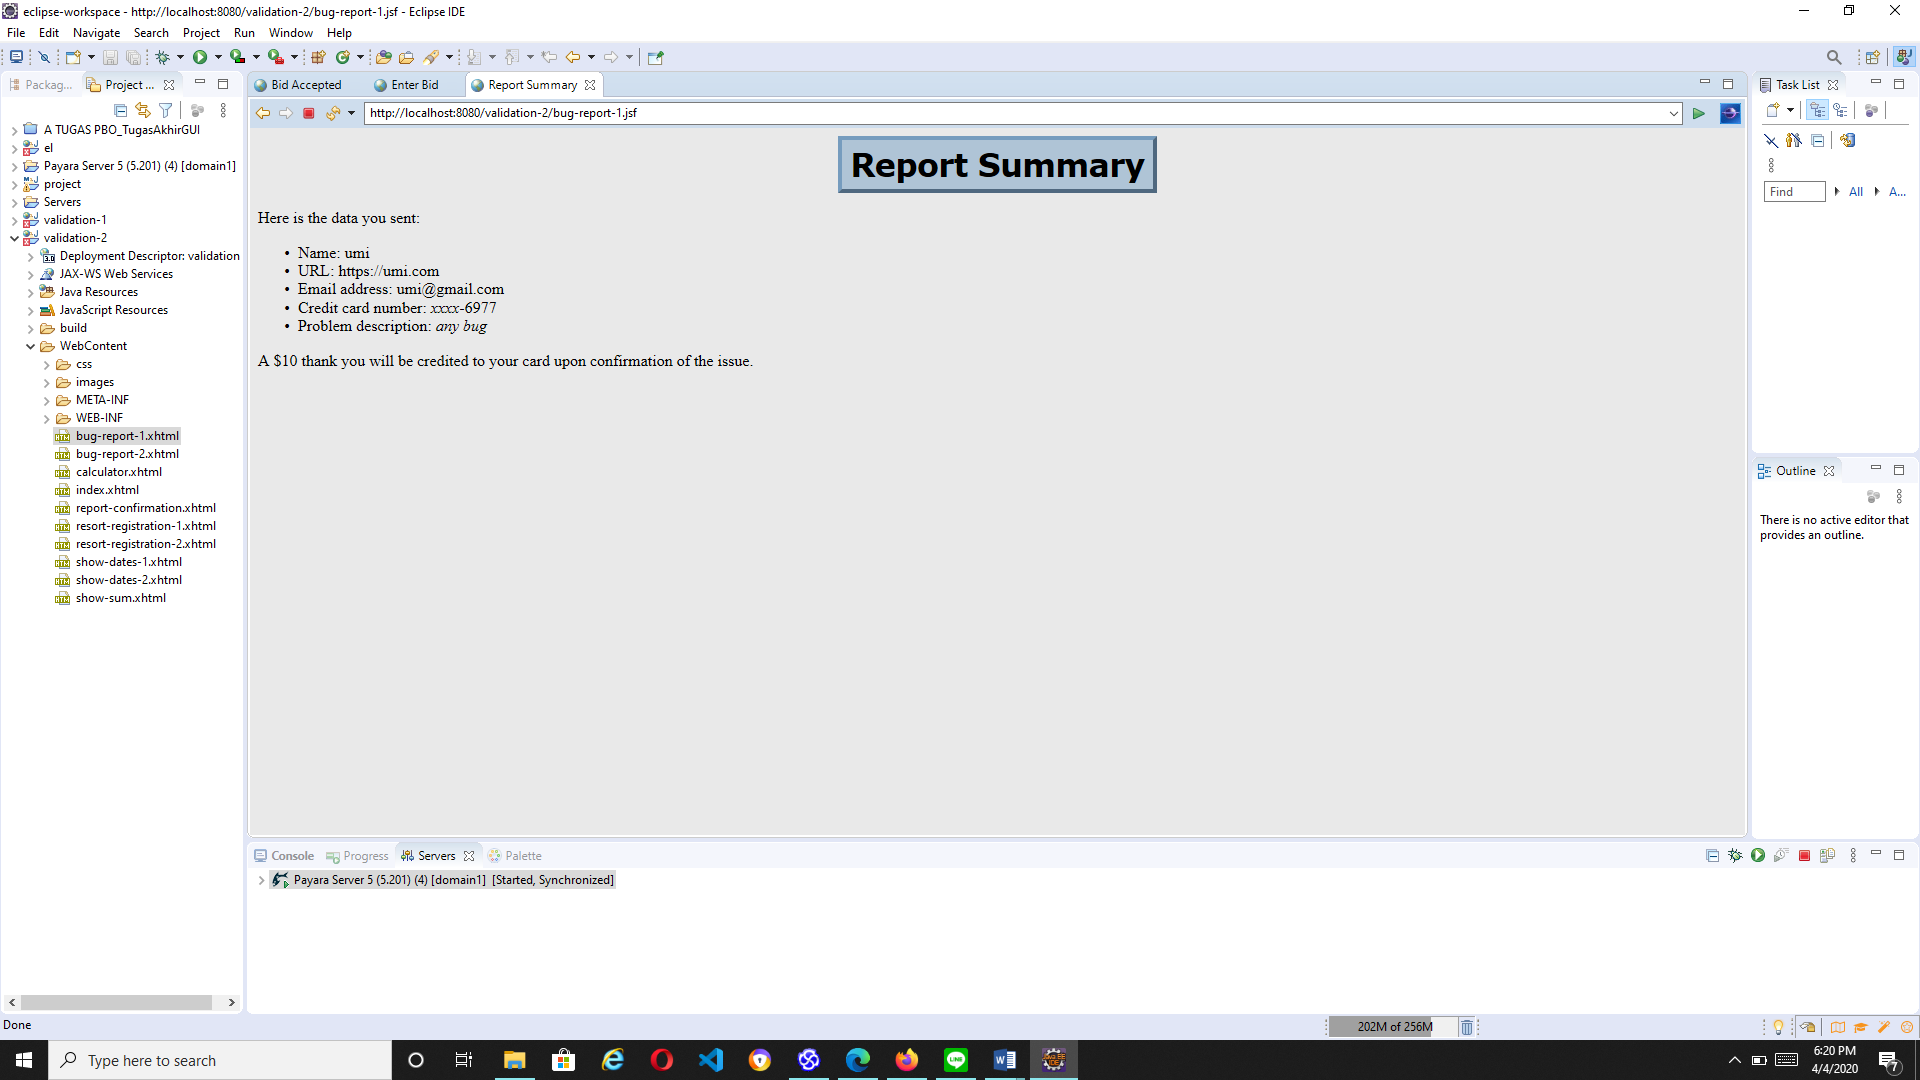 eclipse-workspace - http://localhost:8080/validation-2/bug-report-1.jsf - Eclipse IDE
File Edit Navigate Search Project Run Window Help
Packag... Project ...
A TUGAS PBO_TugasAkhirGUI
el
Payara Server 5 (5.201) (4) [domain1]
project
Servers
validation-1
validation-2
Deployment Descriptor: validation
JAX-WS Web Services
Java Resources
JavaScript Resources
build
WebContent
css
images
META-INF
WEB-INF
bug-report-1.xhtml
bug-report-2.xhtml
calculator.xhtml
index.xhtml
report-confirmation.xhtml
resort-registration-1.xhtml
resort-registration-2.xhtml
show-dates-1.xhtml
show-dates-2.xhtml
show-sum.xhtml
Bid Accepted Enter Bid Report Summary
http://localhost:8080/validation-2/bug-report-1.jsf
Report Summary
Here is the data you sent:
• Name: umi
• URL: https://umi.com
• Email address: umi@gmail.com
• Credit card number: xxxx-6977
• Problem description: any bug
A $10 thank you will be credited to your card upon confirmation of the issue.
Console Progress Servers Palette
Payara Server 5 (5.201) (4) [domain1] [Started, Synchronized]
Task List
Find All A...
Outline
There is no active editor that
provides an outline.
Done
202M of 256M
Type here to search
6:20 PM
4/4/2020
7